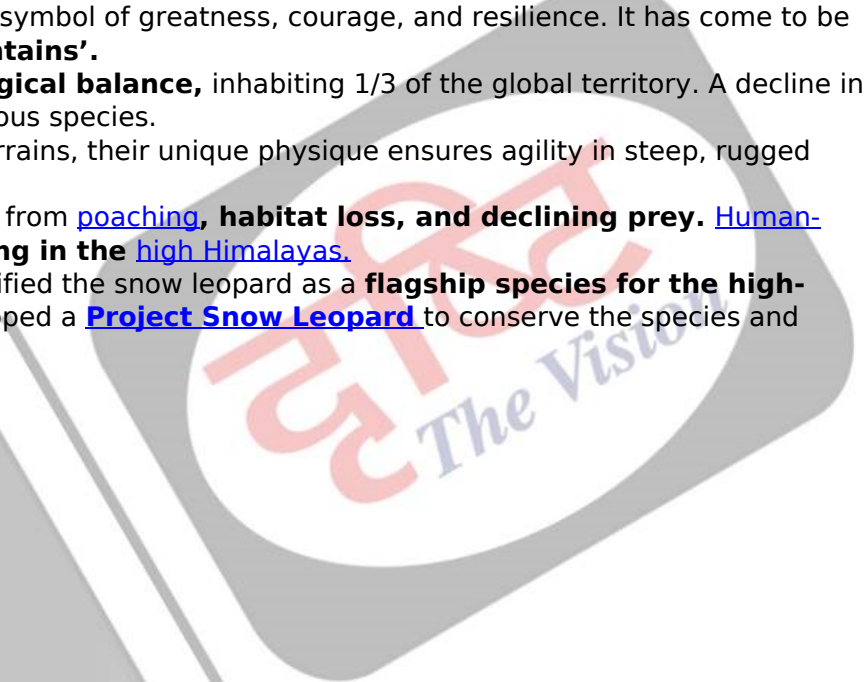 symbol of greatness, courage, and resilience. It has come to be
ntains’.
gical balance, inhabiting 1/3 of the global territory. A decline in
ous species.
rrains, their unique physique ensures agility in steep, rugged
from poaching, habitat loss, and declining prey. Human-
ng in the high Himalayas.
ified the snow leopard as a flagship species for the high-
ped a Project Snow Leopard to conserve the species and
दृष्टि
The Vision